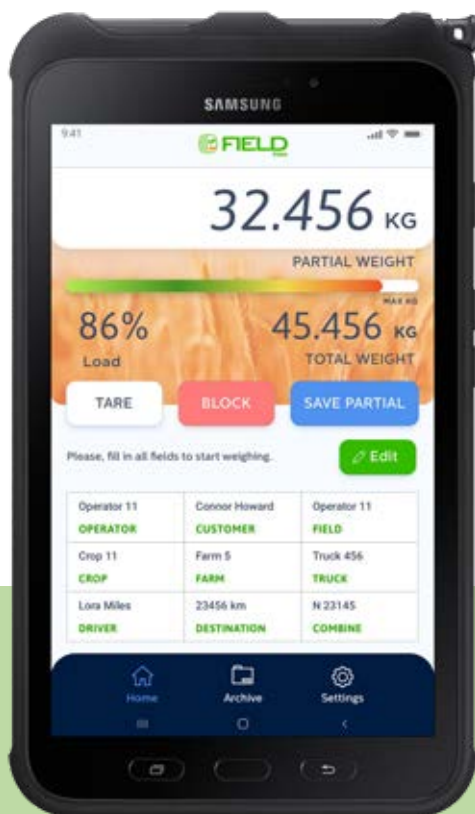 SAMSUNG
9:41
FIELD
32.456 KG
PARTIAL WEIGHT
MAX KG
86% 45.456 KG
Load TOTAL WEIGHT
TARE BLOCK SAVE PARTIAL
Please, fill in all fields to start weighing. Edit
Operator 11 Connor Howard Operator 11
OPERATOR CUSTOMER FIELD
Crop 11 Farm 5 Truck 456
CROP FARM TRUCK
Lora Miles 23456 km N 23145
DRIVER DESTINATION COMBINE
Home Archive Settings